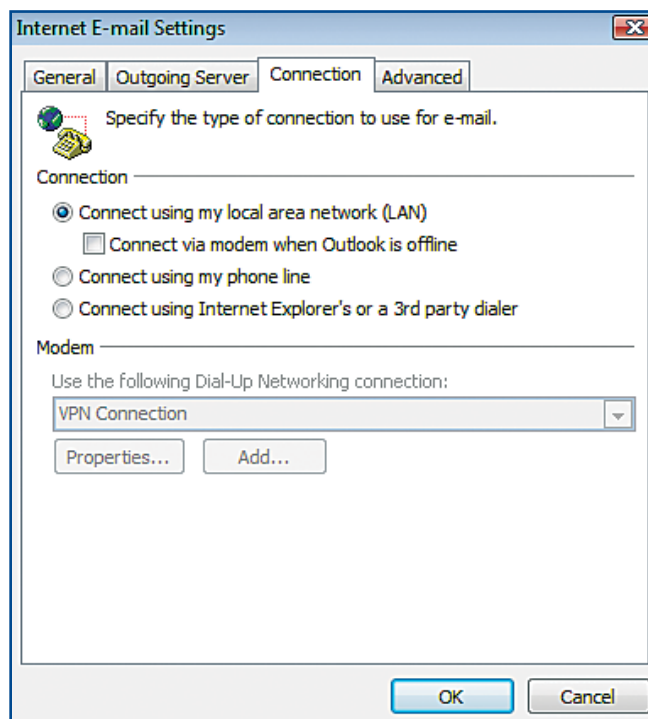 Internet E-mail Settings
General Outgoing Server Connection Advanced
Specify the type of connection to use for e-mail.
Connection
Connect using my local area network (LAN)
Connect via modem when Outlook is offline
Connect using my phone line
Connect using Internet Explorer's or a 3rd party dialer
Modem
Use the following Dial-Up Networking connection:
VPN Connection
Properties... Add...
OK Cancel